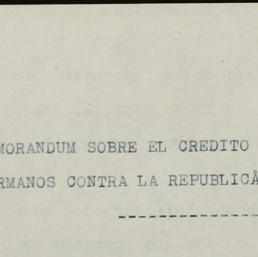 MORANDUM SOBRE EL CREDITO
RMANOS CONTRA LA REPUBLICA
--------------